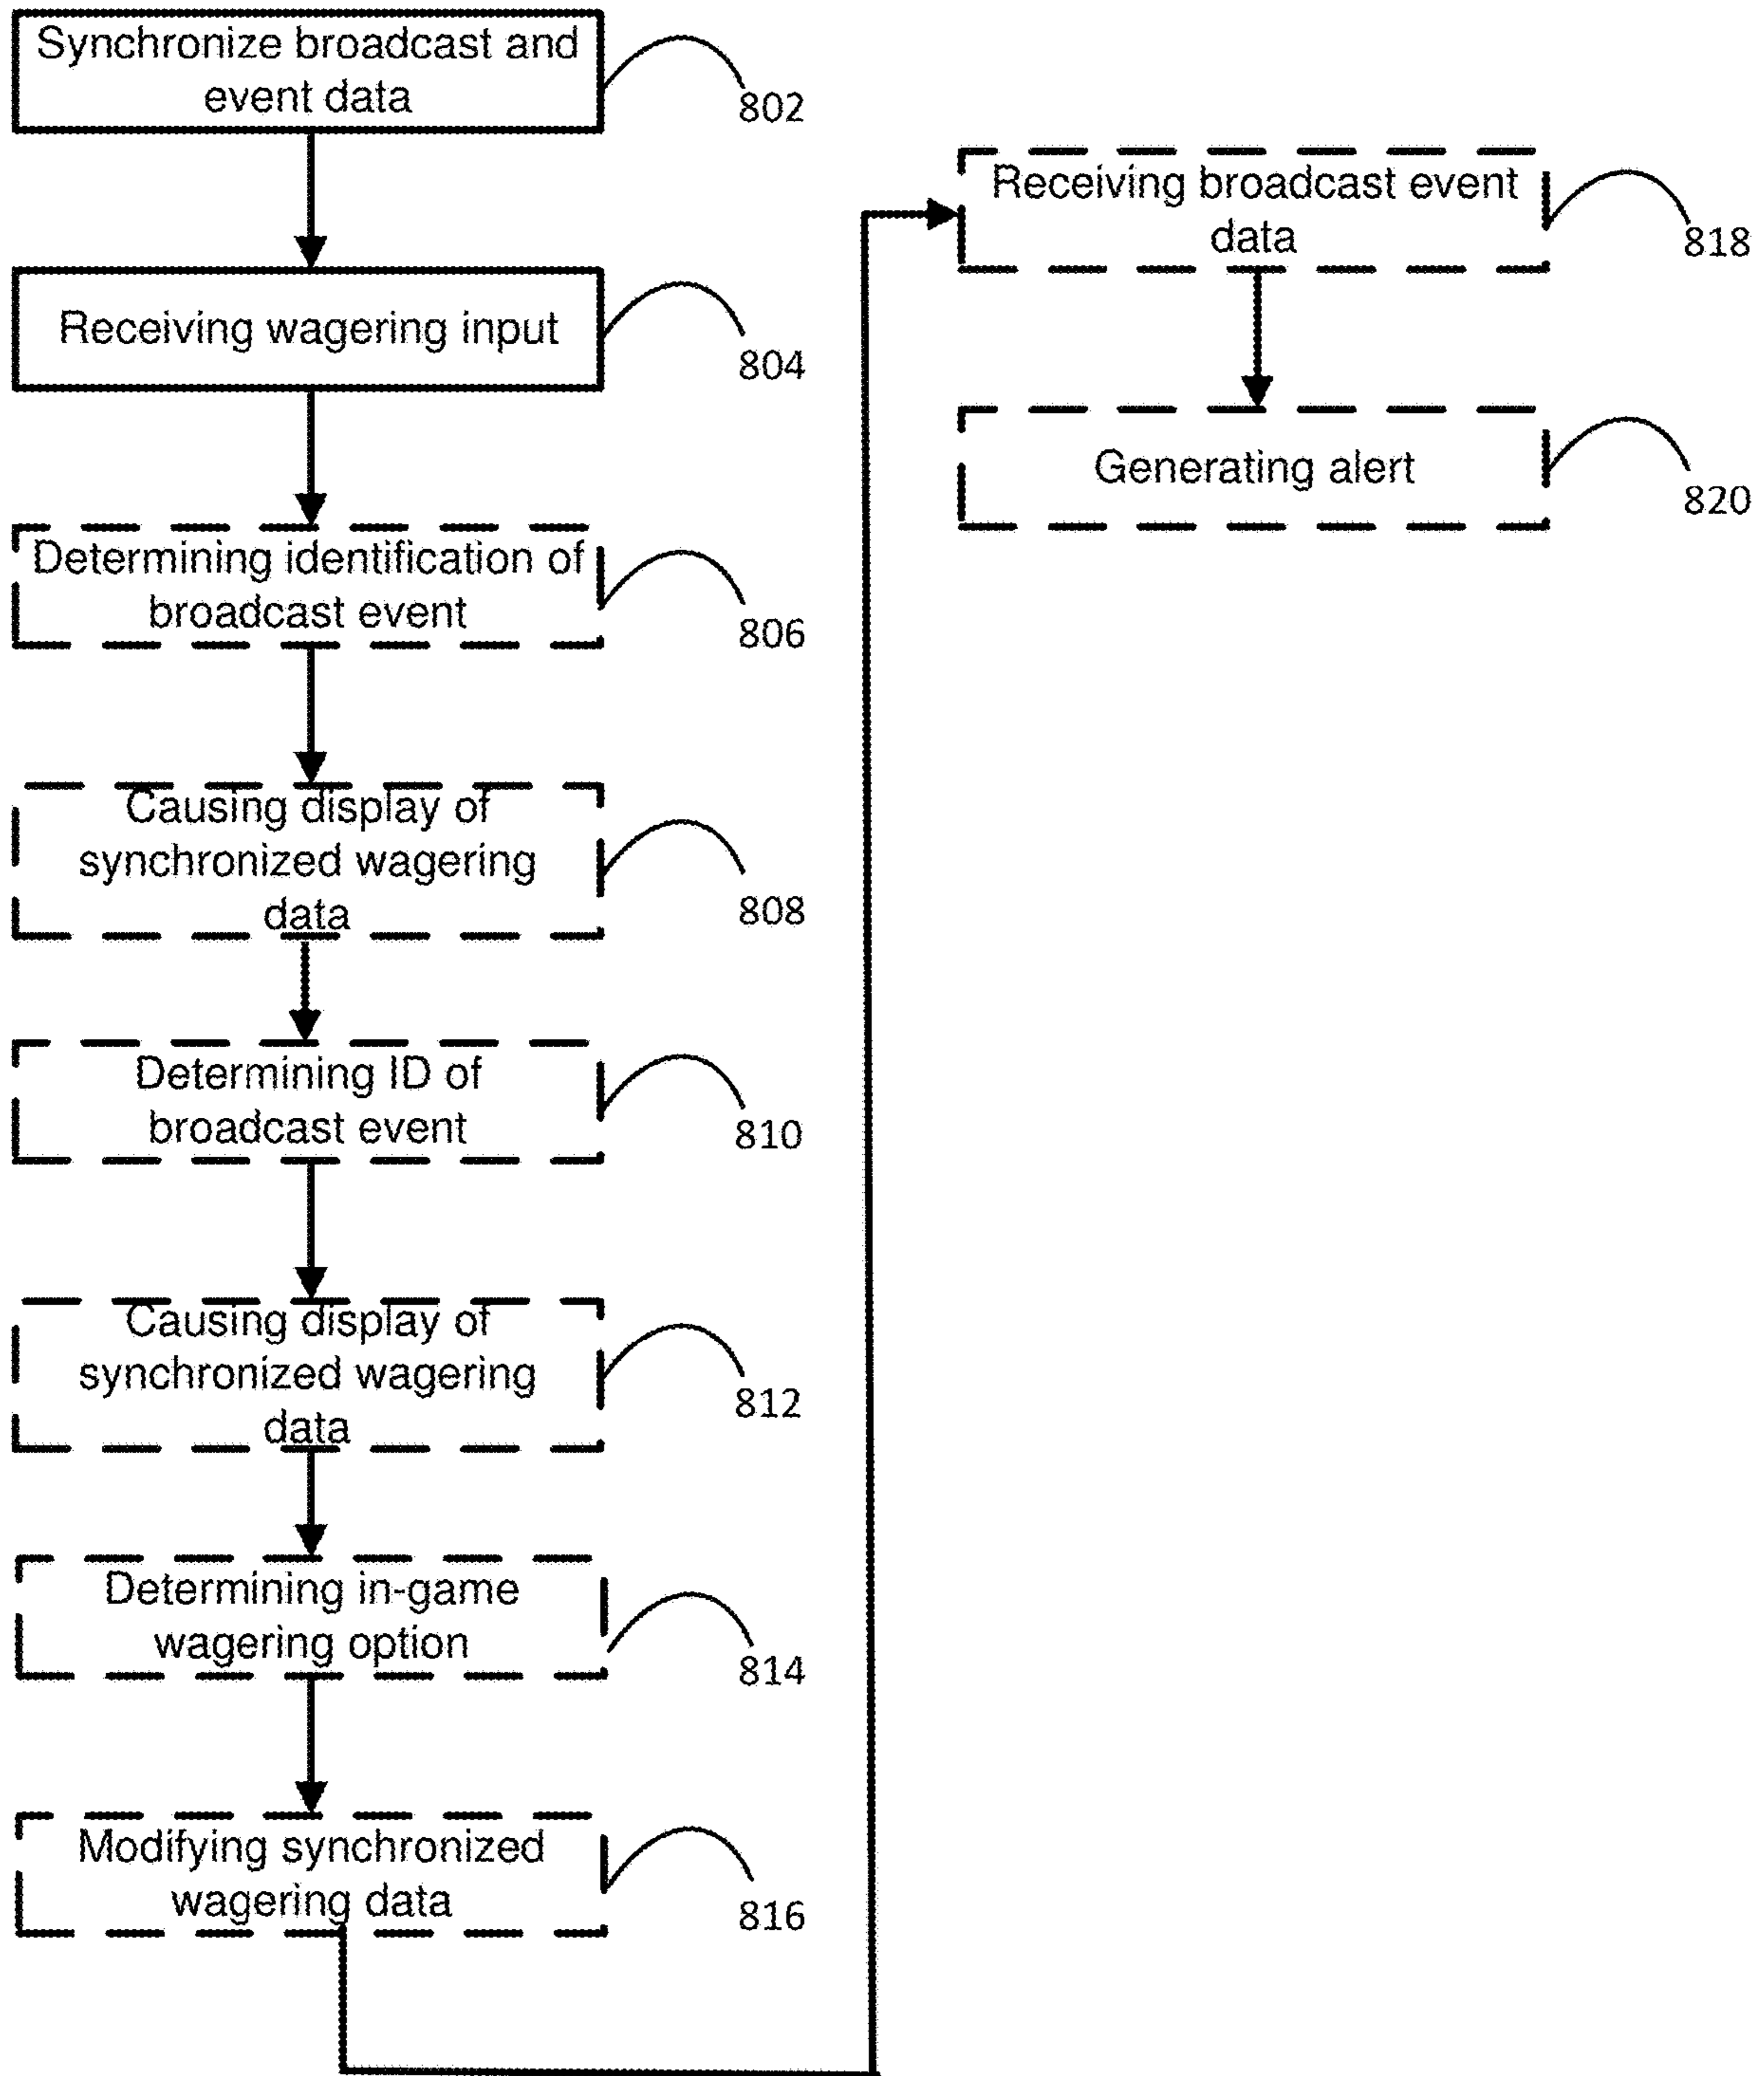 Synchronize broadcast and
event data
802
Receiving wagering input
804
Determining identification of
broadcast event
806
Causing display of
synchronized wagering
data
808
Determining ID of
broadcast event
810
Causing display of
synchronized wagering
data
812
Determining in-game
wagering option
814
Modifying synchronized
wagering data
816
Receiving broadcast event
data
818
Generating alert
820